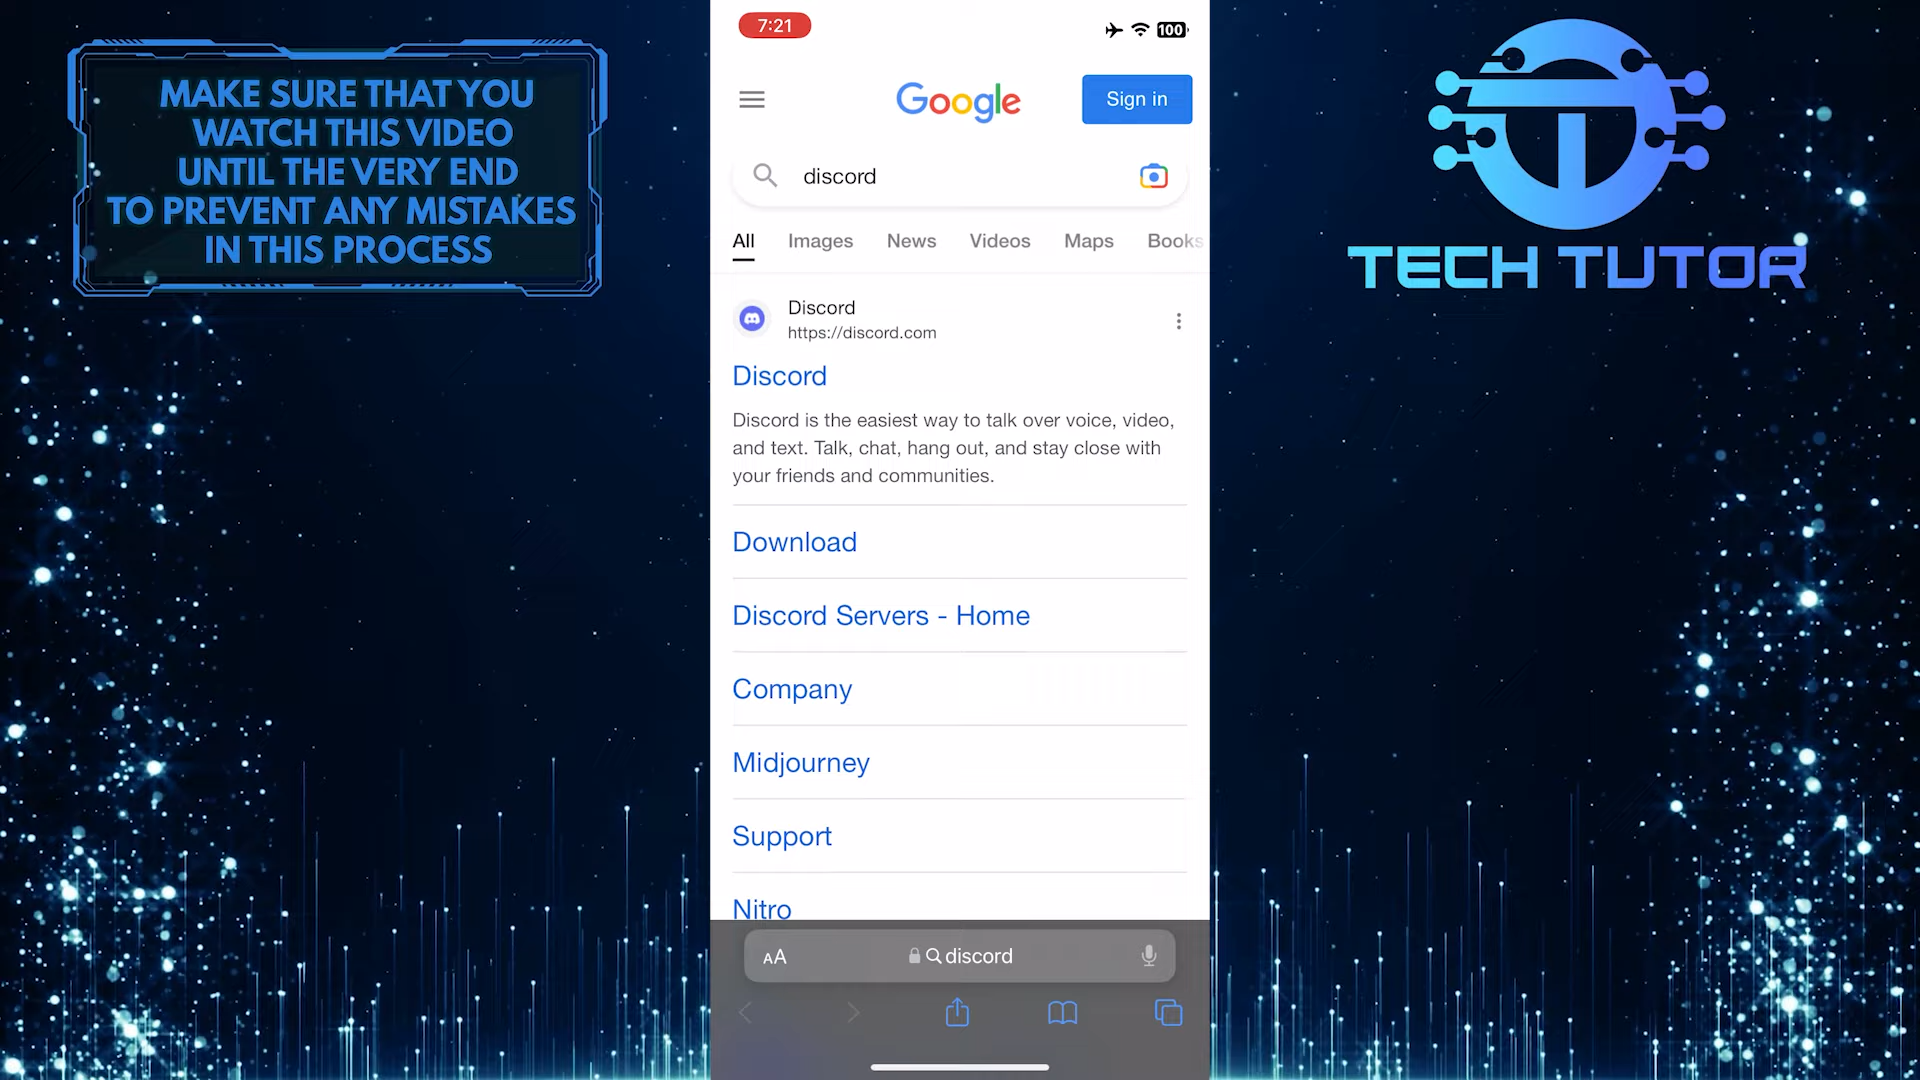 MAKE SURE THAT YOU
WATCH THIS VIDEO
UNTIL THE VERY END
TO PREVENT ANY MISTAKES
IN THIS PROCESS
7:21
100
Google
Sign in
discord
All Images News Videos Maps Books
Discord
https://discord.com
Discord
Discord is the easiest way to talk over voice, video,
and text. Talk, chat, hang out, and stay close with
your friends and communities.
Download
Discord Servers - Home
Company
Midjourney
Support
Nitro
AA discord
TECH TUTOR